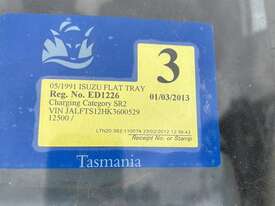 3
05/1991 ISUZU FLAT TRAY
Reg. No. ED1226 01/03/2013
Charging Category SR2
VIN JALFTS12HK3600529
12500 /
Receipt No. or Stamp
Tasmania